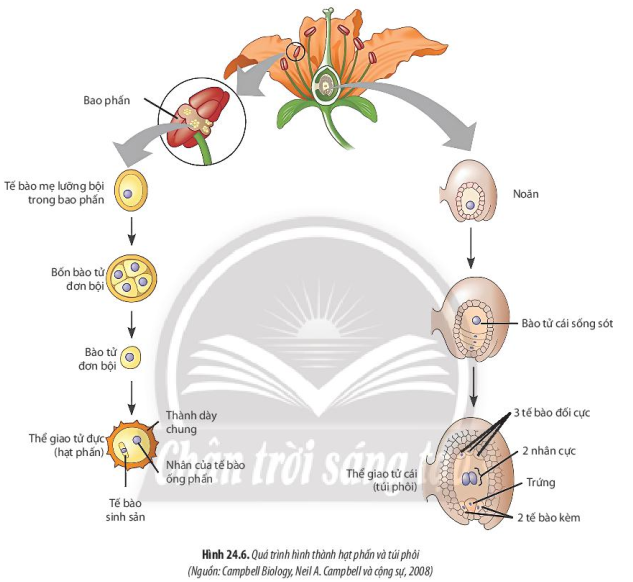 Bao phấn
Tế bào mẹ lưỡng bội
trong bao phấn
Bốn bào tử
đơn bội
Bào tử
đơn bội
Thể giao tử đực
(hạt phấn)
Thành dày
chung
Nhân của tế bào
ống phấn
Tế bào
sinh sản
Noãn
Bào tử cái sống sót
3 tế bào đối cực
2 nhân cực
Thể giao tử cái
(túi phôi)
Trứng
2 tế bào kèm
Chân trời sáng tạo
Hình 24.6. Quá trình hình thành hạt phấn và túi phôi
(Nguồn: Campbell Biology, Neil A. Campbell và cộng sự, 2008)